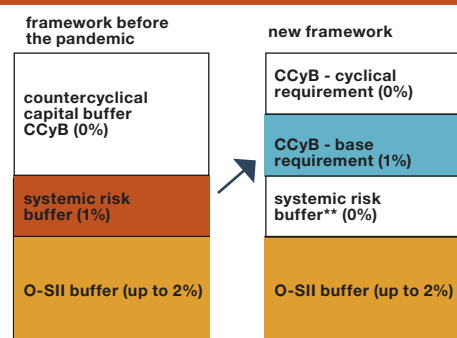 framework before
the pandemic
countercyclical
capital buffer
CCyB (0%)
systemic risk
buffer (1%)
O-SII buffer (up to 2%)
new framework
CCyB - cyclical
requirement (0%)
CCyB - base
requirement (1%)
systemic risk
buffer** (0%)
O-SII buffer (up to 2%)